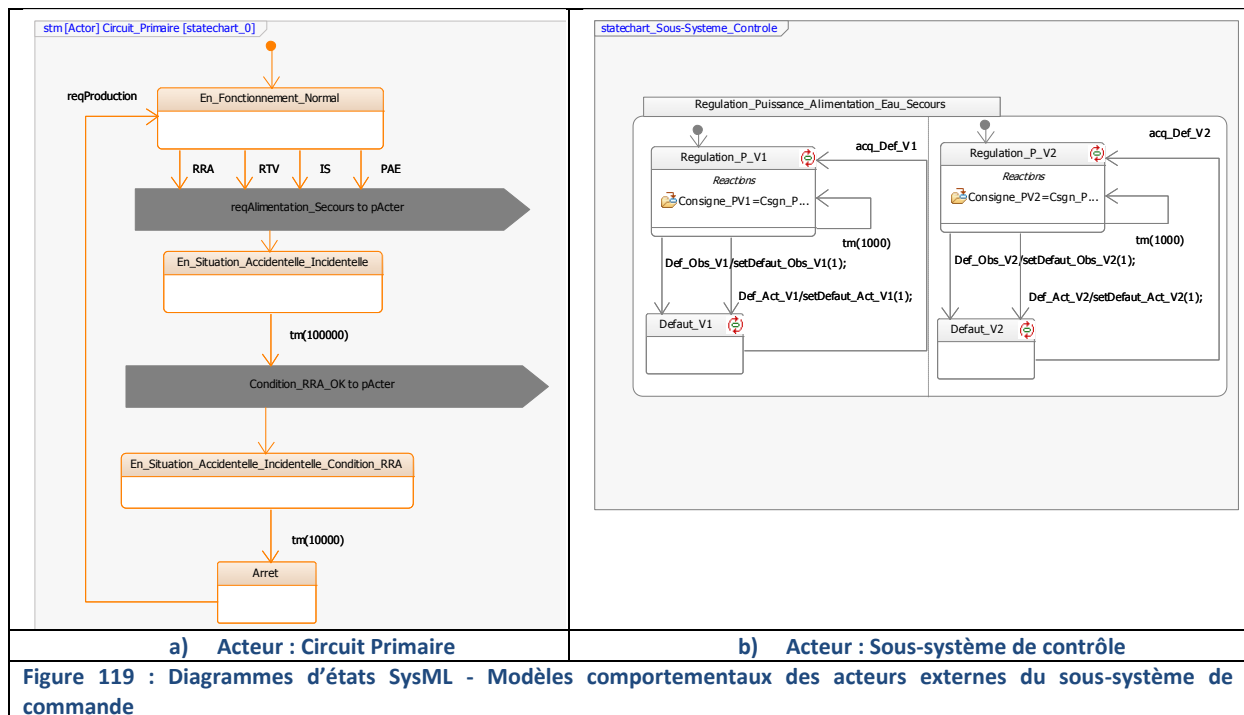 stm [Actor] Circuit_Primaire [statechart_0]
reqProduction
En_Fonctionnement_Normal
RRA RTV IS PAE
reqAlimentation_Secours to pActer
En_Situation_Accidentelle_Incidentelle
tm(100000)
Condition_RRA_OK to pActer
En_Situation_Accidentelle_Incidentelle_Condition_RRA
tm(10000)
Arret
statechart_Sous-Systeme_Controle
Regulation_Puissance_Alimentation_Eau_Secours
acq_Def_V1
Regulation_P_V1
Reactions
Consigne_PV1=Csgn_P...
tm(1000)
Def_Obs_V1/setDefaut_Obs_V1(1);
Def_Act_V1/setDefaut_Act_V1(1);
Defaut_V1
acq_Def_V2
Regulation_P_V2
Reactions
Consigne_PV2=Csgn_P...
tm(1000)
Def_Obs_V2/setDefaut_Obs_V2(1);
Def_Act_V2/setDefaut_Act_V2(1);
Defaut_V2
a) Acteur : Circuit Primaire
b) Acteur : Sous-système de contrôle
Figure 119 : Diagrammes d'états SysML - Modèles comportementaux des acteurs externes du sous-système de
commande